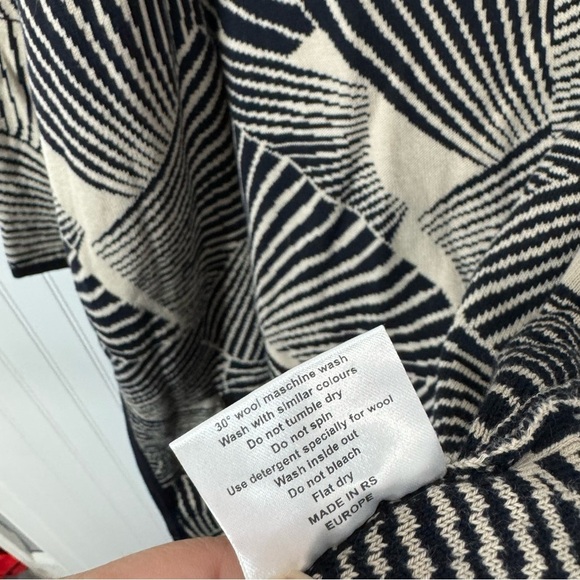 30° wool maschine wash
Wash with similar colours
Do not tumble dry
Do not spin
Use detergent specially for wool
Wash inside out
Do not bleach
Flat dry
MADE IN RS
EUROPE